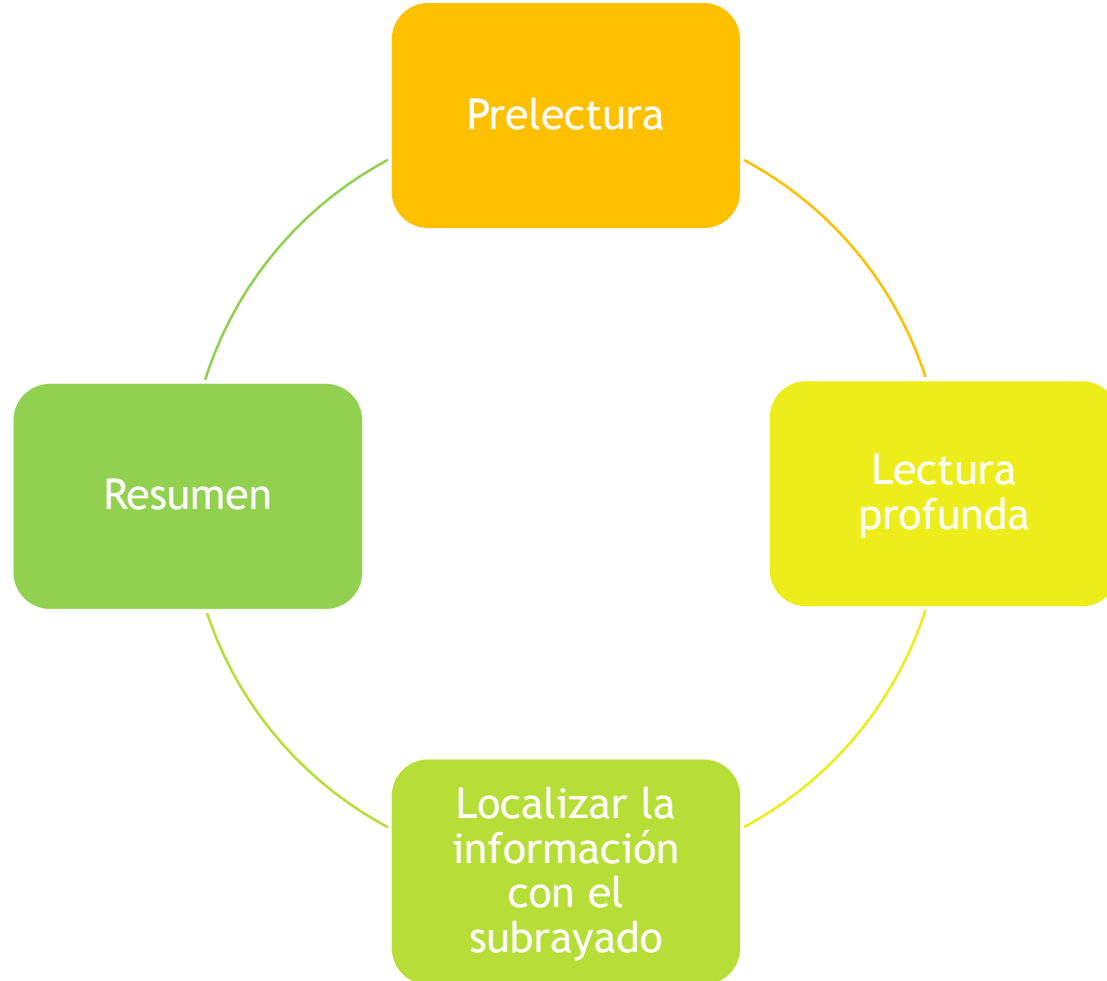 Prelectura
Lectura
profunda
Localizar la
información
con el
subrayado
Resumen